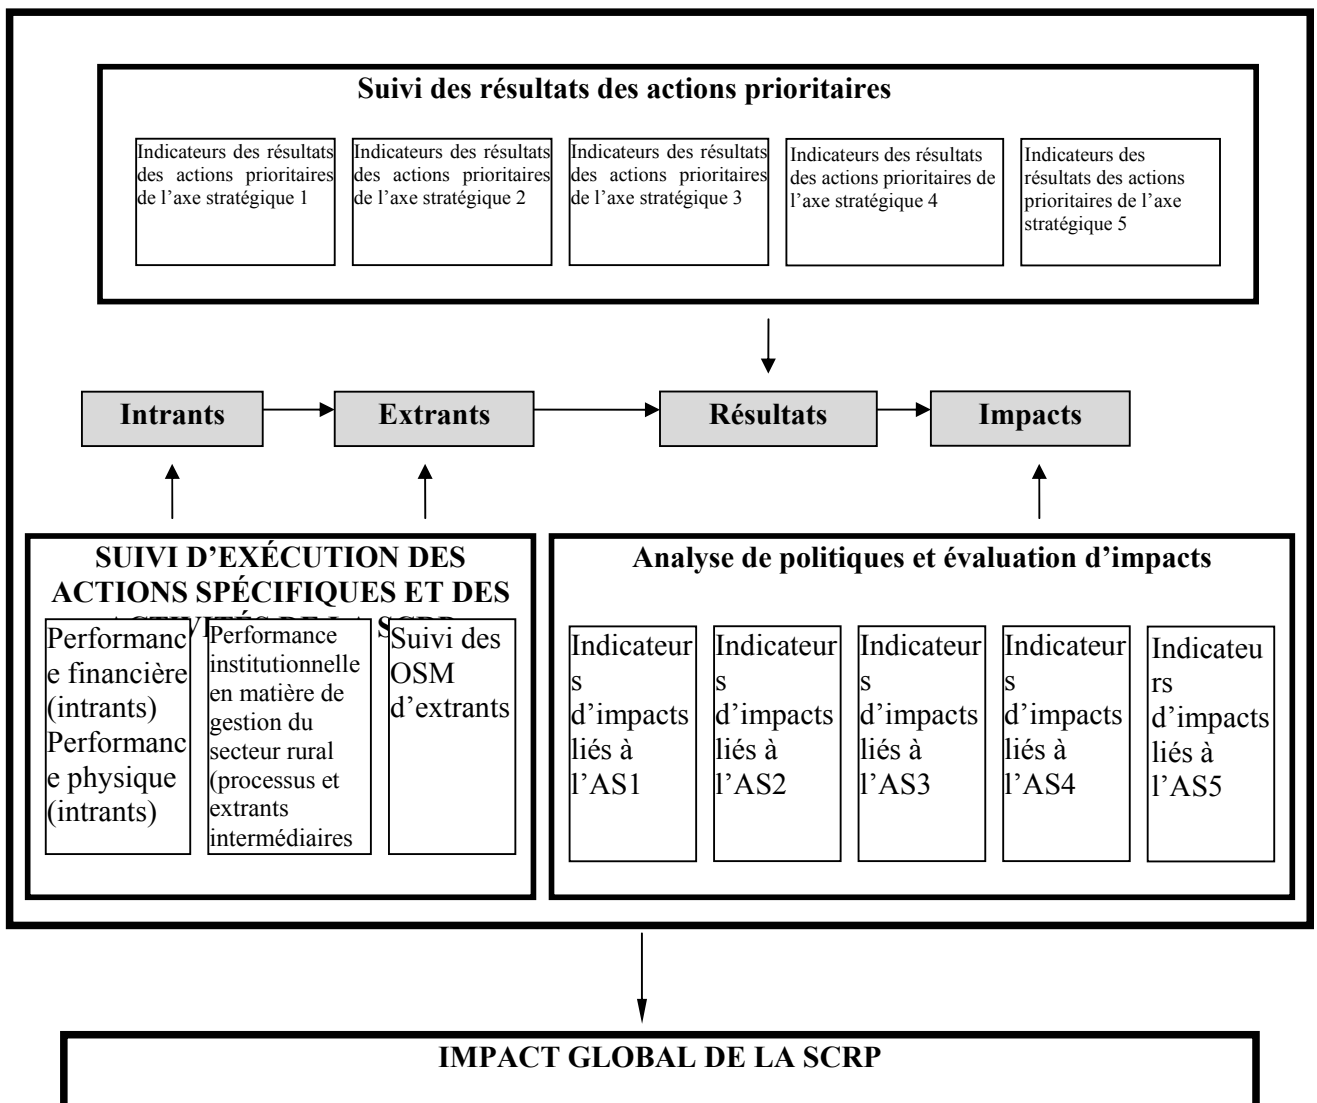 Suivi des résultats des actions prioritaires
Indicateurs des résultats
des actions prioritaires
de l’axe stratégique 1
Indicateurs des résultats
des actions prioritaires
de l’axe stratégique 2
Indicateurs des résultats
des actions prioritaires
de l’axe stratégique 3
Indicateurs des résultats
des actions prioritaires de
l’axe stratégique 4
Indicateurs des
résultats des actions
prioritaires de l’axe
stratégique 5
Intrants
Extrants
Résultats
Impacts
SUIVI D’EXÉCUTION DES
ACTIONS SPÉCIFIQUES ET DES
ACTIVITÉS DE LA SCRP
Performanc
e financière
(intrants)
Performanc
e physique
(intrants)
Performance
institutionnelle
en matière de
gestion du
secteur rural
(processus et
extrants
intermédiaires
Suivi des
OSM
d’extrants
Analyse de politiques et évaluation d’impacts
Indicateur
s
d’impacts
liés à
l’AS1
Indicateur
s
d’impacts
liés à
l’AS2
Indicateur
s
d’impacts
liés à
l’AS3
Indicateur
s
d’impacts
liés à
l’AS4
Indicateu
rs
d’impacts
liés à
l’AS5
IMPACT GLOBAL DE LA SCRP